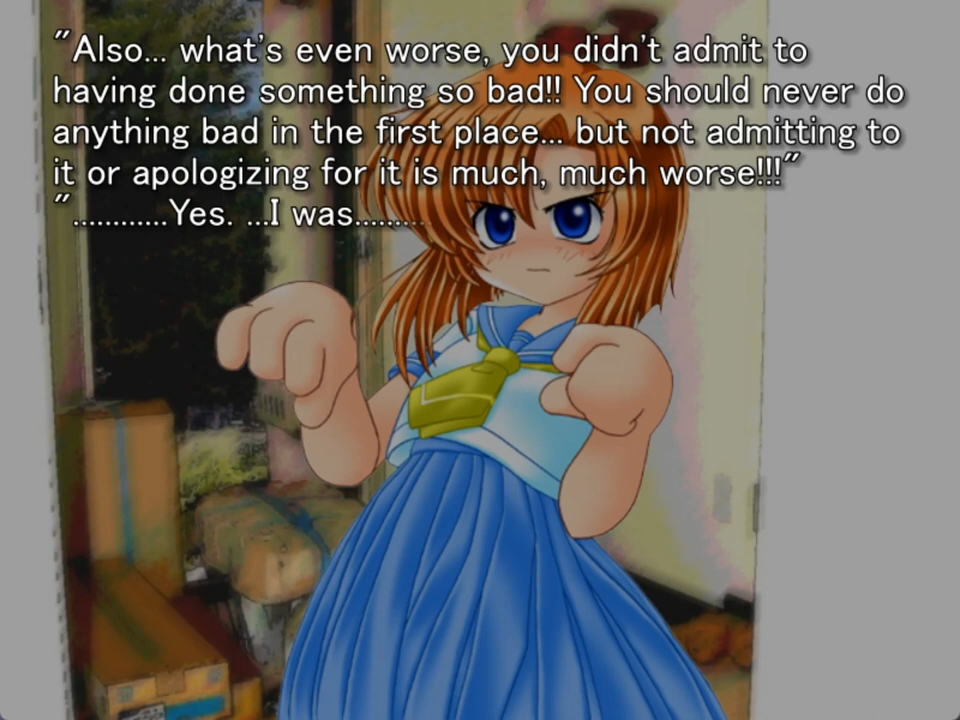 "Also... what's even worse, you didn't admit to
having done something so bad!! You should never do
anything bad in the first place... but not admitting to
it or apologizing for it is much, much worse!!!"
"............Yes. ...I was.........